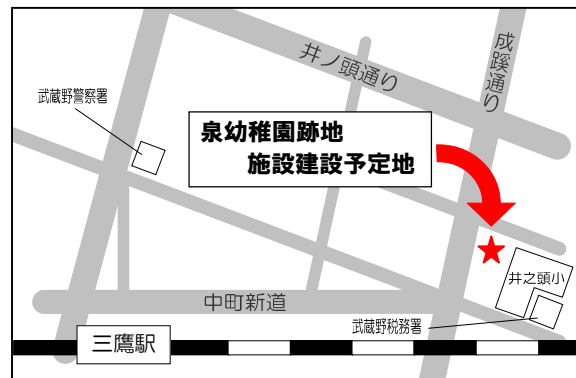 井ノ頭通り
成蹊通り
武蔵野警察署
泉幼稚園跡地
施設建設予定地
井之頭小
中町新道
武蔵野税務署
三鷹駅